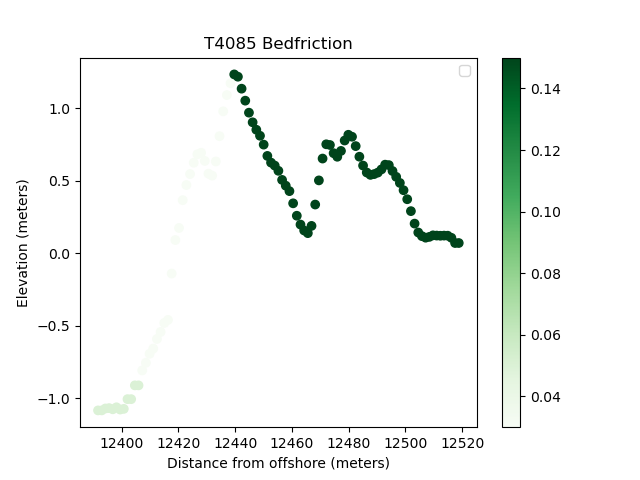 T4085 Bedfriction
1.0
0.5
0.0
−0.5
−1.0
Elevation (meters)
12400 12420 12440 12460 12480 12500 12520
Distance from offshore (meters)
0.14
0.12
0.10
0.08
0.06
0.04